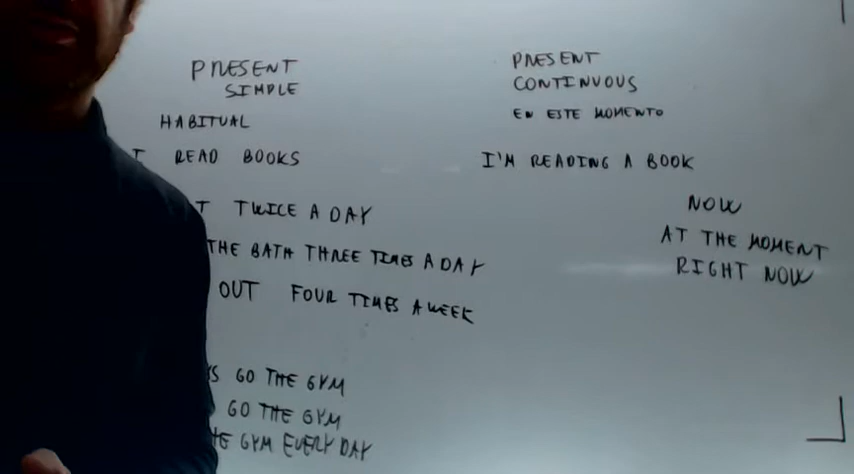 PRESENT
SIMPLE
HABITUAL
I READ BOOKS
TWICE A DAY
THE BATH THREE TIMES A DAY
OUT FOUR TIMES A WEEK
GO THE GYM
GO THE GYM
THE GYM EVERY DAY
PRESENT
CONTINUOUS
EN ESTE MOMENTO
I'M READING A BOOK
NOW
AT THE MOMENT
RIGHT NOW